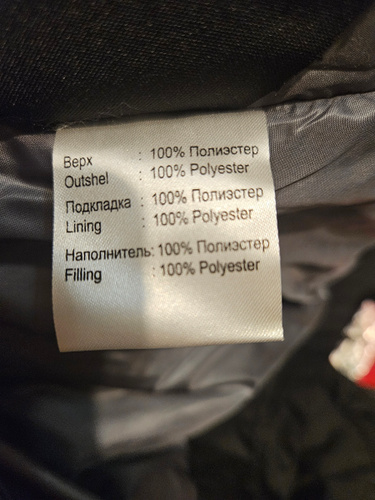 Верх : 100% Полиэстер
Outshel : 100% Polyester
Подкладка : 100% Полиэстер
Lining : 100% Polyester
Наполнитель: 100% Полиэстер
Filling : 100% Polyester